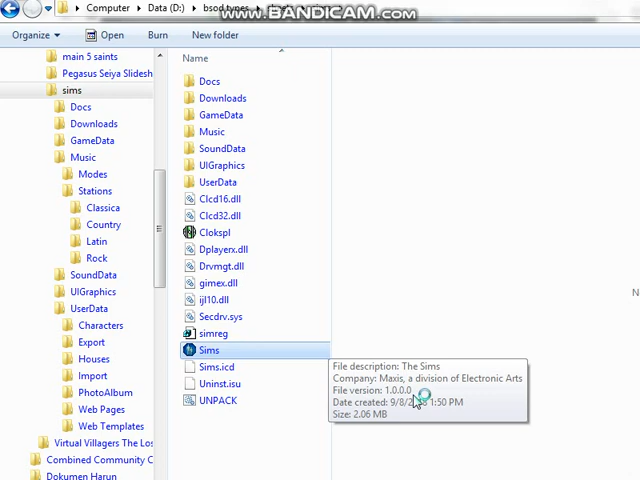 WWW.BANDICAM.COM
Computer
Data (D:)
bsod types
Organize
Open
Burn
New folder
main 5 saints
Pegasus Seiya Slidesh
sims
Docs
Downloads
GameData
Music
Modes
Stations
Classica
Country
Latin
Rock
SoundData
UIGraphics
UserData
Characters
Export
Houses
Import
PhotoAlbum
Web Pages
Web Templates
Virtual Villagers The Los
Combined Community C
Dokumen Harun
Name
Docs
Downloads
GameData
Music
SoundData
UIGraphics
UserData
Clcd16.dll
Clcd32.dll
Clokspl
Dplayerx.dll
Drvmgt.dll
gimex.dll
ijl10.dll
Secdrv.sys
simreg
Sims
Sims.icd
Uninst.isu
UNPACK
File description: The Sims
Company: Maxis, a division of Electronic Arts
File version: 1.0.0.0
Date created: 9/8/2 1:50 PM
Size: 2.06 MB
N